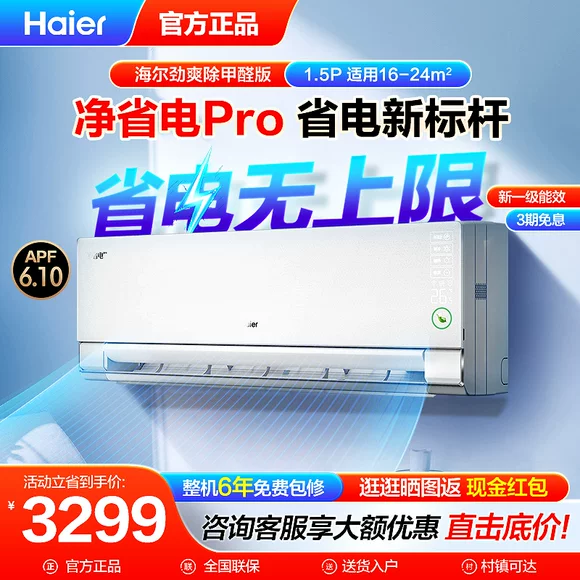 Haier 官方正品
海尔劲爽除甲醛版 1.5P 适用16-24m²
净省电Pro 省电新标杆
省电无上限
新一级能效
3期免息
APF
6.10
26
活动立省到手价:
¥3299
整机6年免费包修 逛逛晒图返 现金红包
咨询客服享大额优惠 直击底价!
正 官方正品 联 全国联保 送 送货入户 村 村镇可达